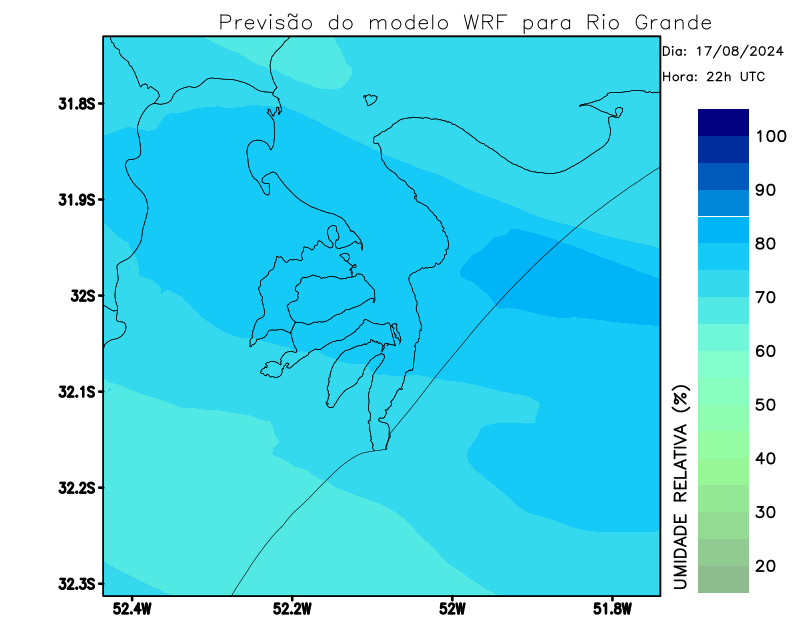 Previsão do modelo WRF para Rio Grande
Dia: 17/08/2024
Hora: 22h UTC
31.8S
31.9S
32S
32.1S
32.2S
32.3S
52.4W
52.2W
52W
51.8W
100
90
80
70
60
50
40
30
20
UMIDADE RELATIVA (%)